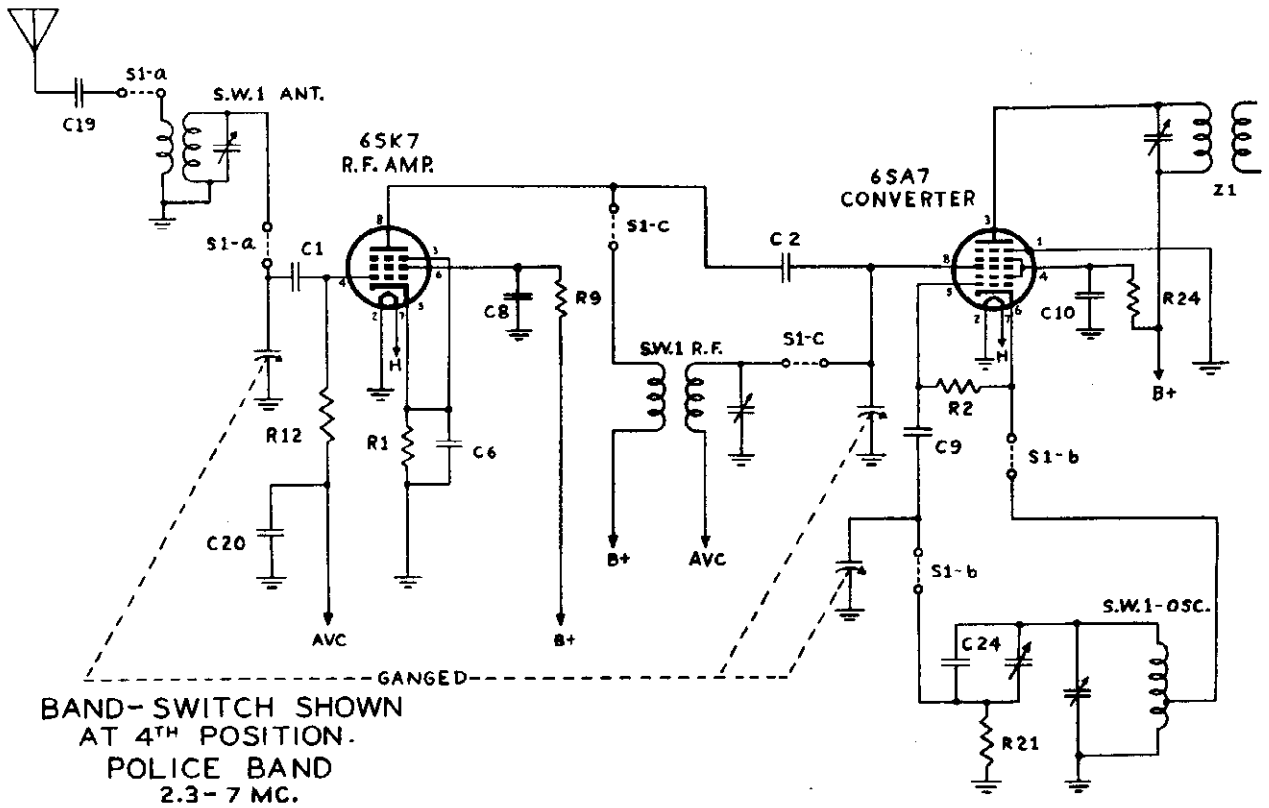 S1-a
C19
S.W.1 ANT.
6SK7
R.F. AMP.
6SA7
CONVERTER
Z1
S1-a
C1
8
3
6
4
5
2
7
H
S1-C
C2
C8
R9
3
1
8
4
5
6
2
7
H
C10
R24
B+
S.W.1 R.F.
S1-C
R2
C9
S1-b
R12
R1
C6
C20
B+
AVC
S1-b
S.W.1-OSC.
AVC
B+
C24
R21
GANGED
BAND-SWITCH SHOWN
AT 4TH POSITION.
POLICE BAND
2.3-7 MC.